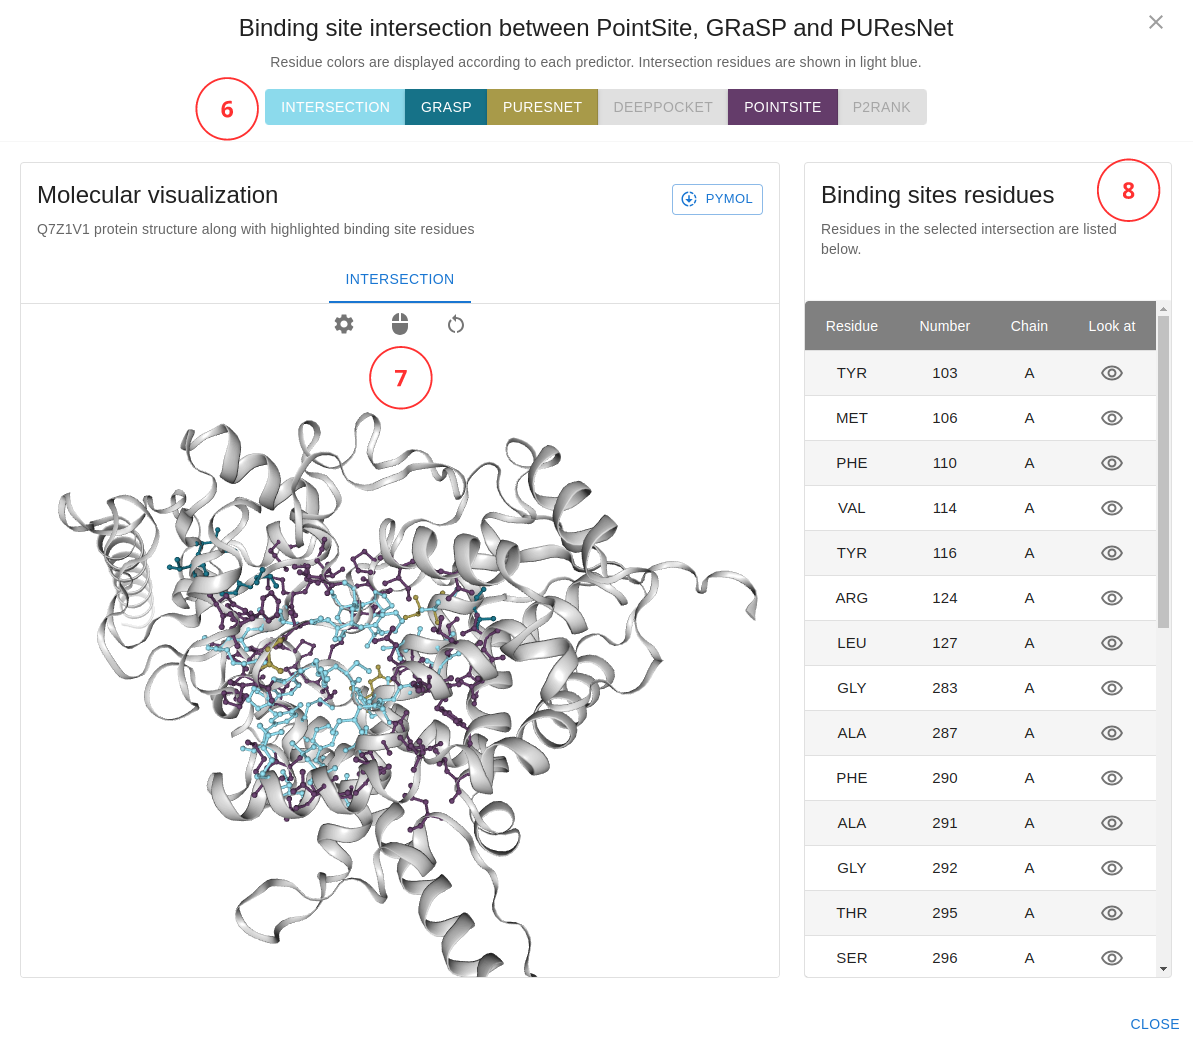 Binding site intersection between PointSite, GRaSP and PUResNet
Residue colors are displayed according to each predictor. Intersection residues are shown in light blue.
6
INTERSECTION GRASP PURESNET DEEPPOCKET POINTSITE P2RANK
Molecular visualization
PYMOL
Q7Z1V1 protein structure along with highlighted binding site residues
INTERSECTION
7
Binding sites residues
8
Residues in the selected intersection are listed
below.
Residue Number Chain Look at
TYR 103 A
MET 106 A
PHE 110 A
VAL 114 A
TYR 116 A
ARG 124 A
LEU 127 A
GLY 283 A
ALA 287 A
PHE 290 A
ALA 291 A
GLY 292 A
THR 295 A
SER 296 A
CLOSE